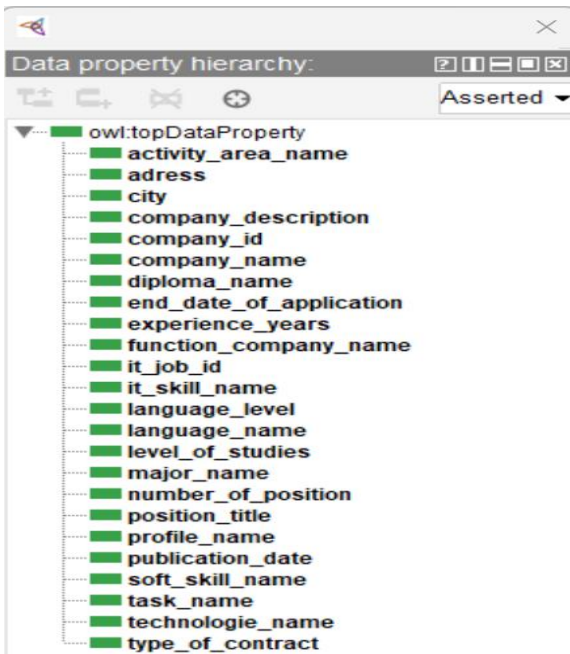 Data property hierarchy:
Asserted
owl:topDataProperty
activity_area_name
adress
city
company_description
company_id
company_name
diploma_name
end_date_of_application
experience_years
function_company_name
it_job_id
it_skill_name
language_level
language_name
level_of_studies
major_name
number_of_position
position_title
profile_name
publication_date
soft_skill_name
task_name
technologie_name
type_of_contract